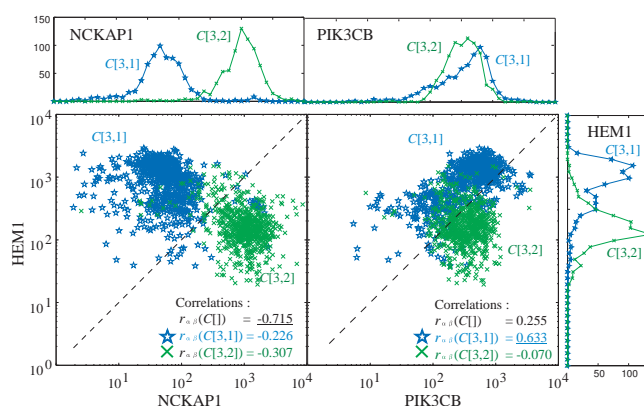 NCKAP1
PIK3CB
150
100
50
0
C[3,1]
C[3,2]
C[3,2]
C[3,1]
HEM1
10^4
10^3
10^2
10^1
10^0
C[3,1]
C[3,2]
Correlations :
r_αβ(C[]) = -0.715
r_αβ(C[3,1]) = -0.226
r_αβ(C[3,2]) = -0.307
10^1 10^2 10^3 10^4
NCKAP1
C[3,1]
C[3,2]
Correlations :
r_αβ(C[]) = 0.255
r_αβ(C[3,1]) = 0.633
r_αβ(C[3,2]) = -0.070
10^1 10^2 10^3 10^4
PIK3CB
HEM1
C[3,1]
C[3,2]
50 100